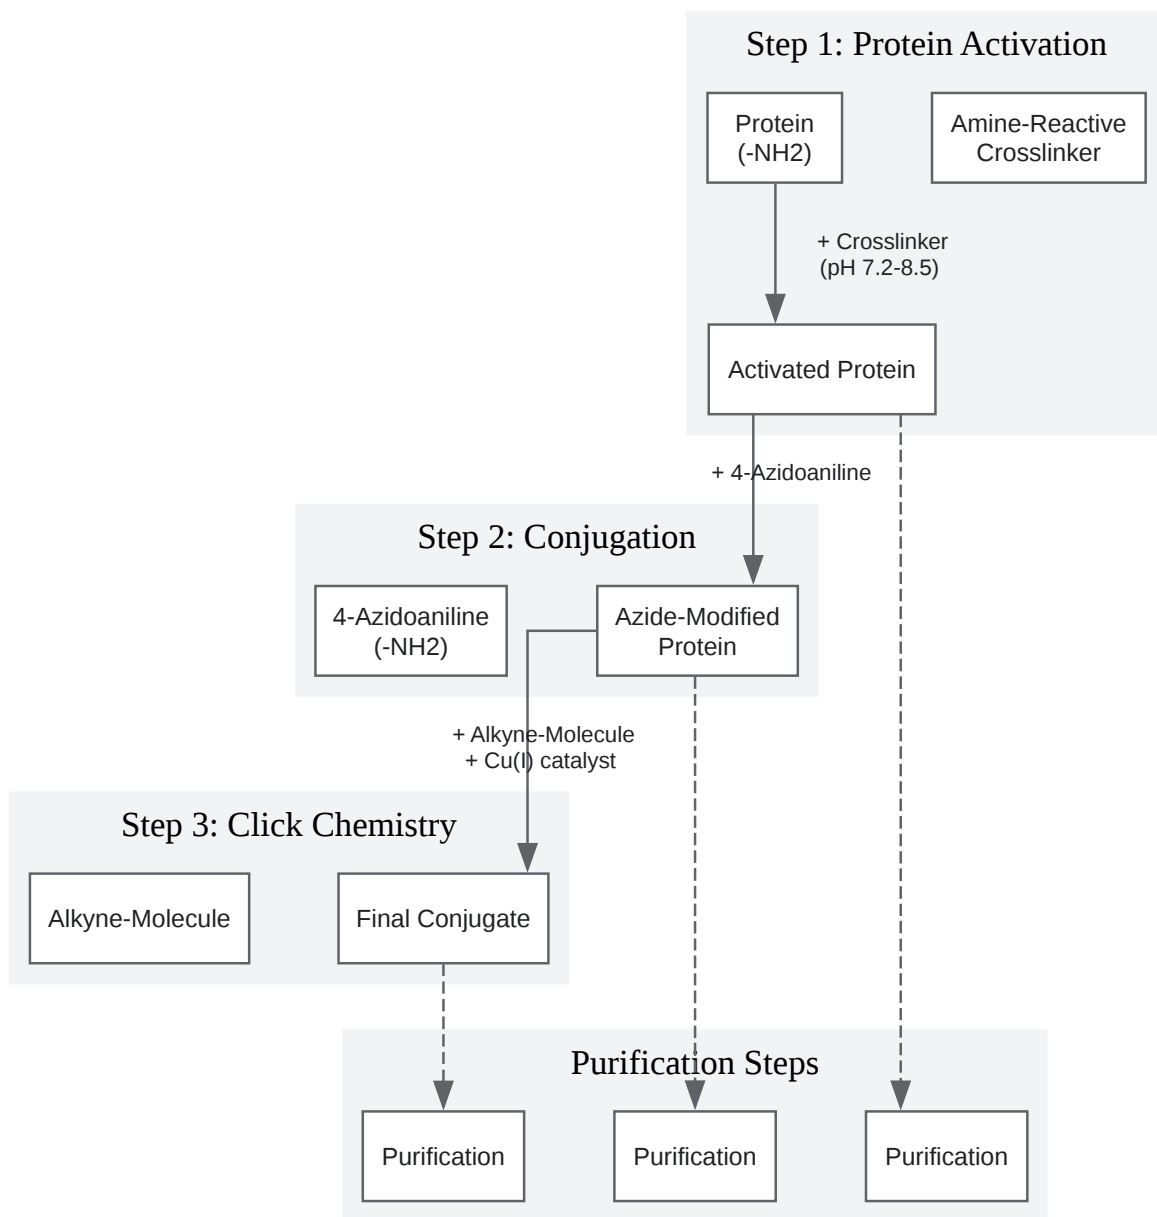 Step 1: Protein Activation
Protein
(-NH2)
Amine-Reactive
Crosslinker
+ Crosslinker
(pH 7.2-8.5)
Activated Protein
+ 4-Azidoaniline
Step 2: Conjugation
4-Azidoaniline
(-NH2)
Azide-Modified
Protein
+ Alkyne-Molecule
+ Cu(I) catalyst
Step 3: Click Chemistry
Alkyne-Molecule
Final Conjugate
Purification Steps
Purification
Purification
Purification